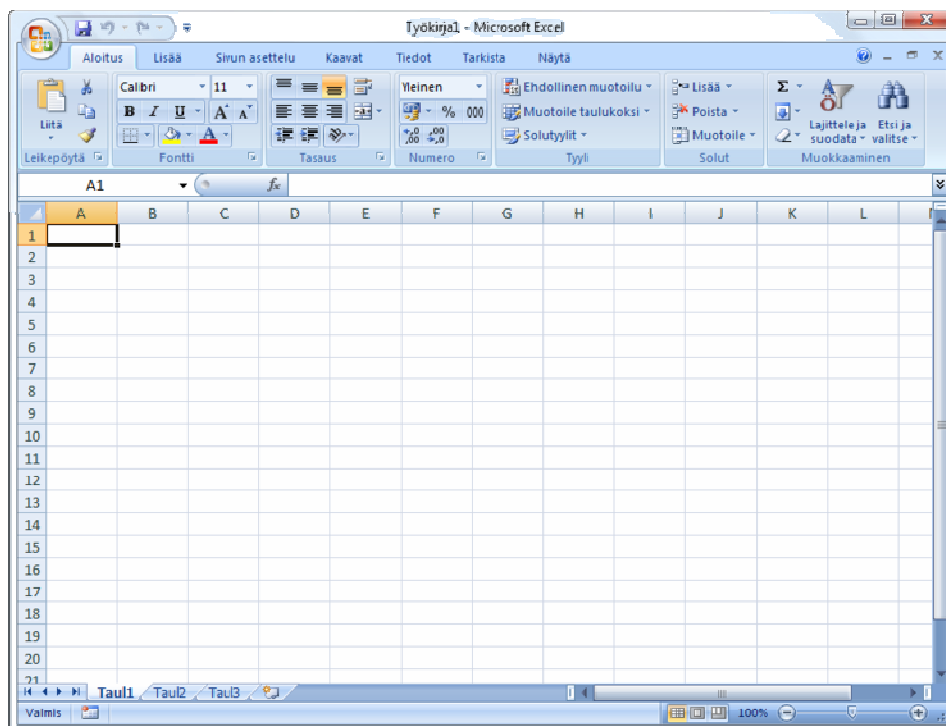 Työkirja1 - Microsoft Excel
Aloitus Lisää Sivun asettelu Kaavat Tiedot Tarkista Näytä
Liitä
Calibri 11
B I U A A
A
Yleinen
% 000
Ehdollinen muotoilu
Muotoile taulukoksi
Solutyylit
Lisää
Poista
Muotoile
Σ
Lajittele ja suodata
Etsi ja valitse
Leikepöytä Fontti Tasaus Numero Tyyli Solut Muokkaaminen
A1 fx
A B C D E F G H I J K L
1
2
3
4
5
6
7
8
9
10
11
12
13
14
15
16
17
18
19
20
21
Taul1 Taul2 Taul3
Valmis 100%